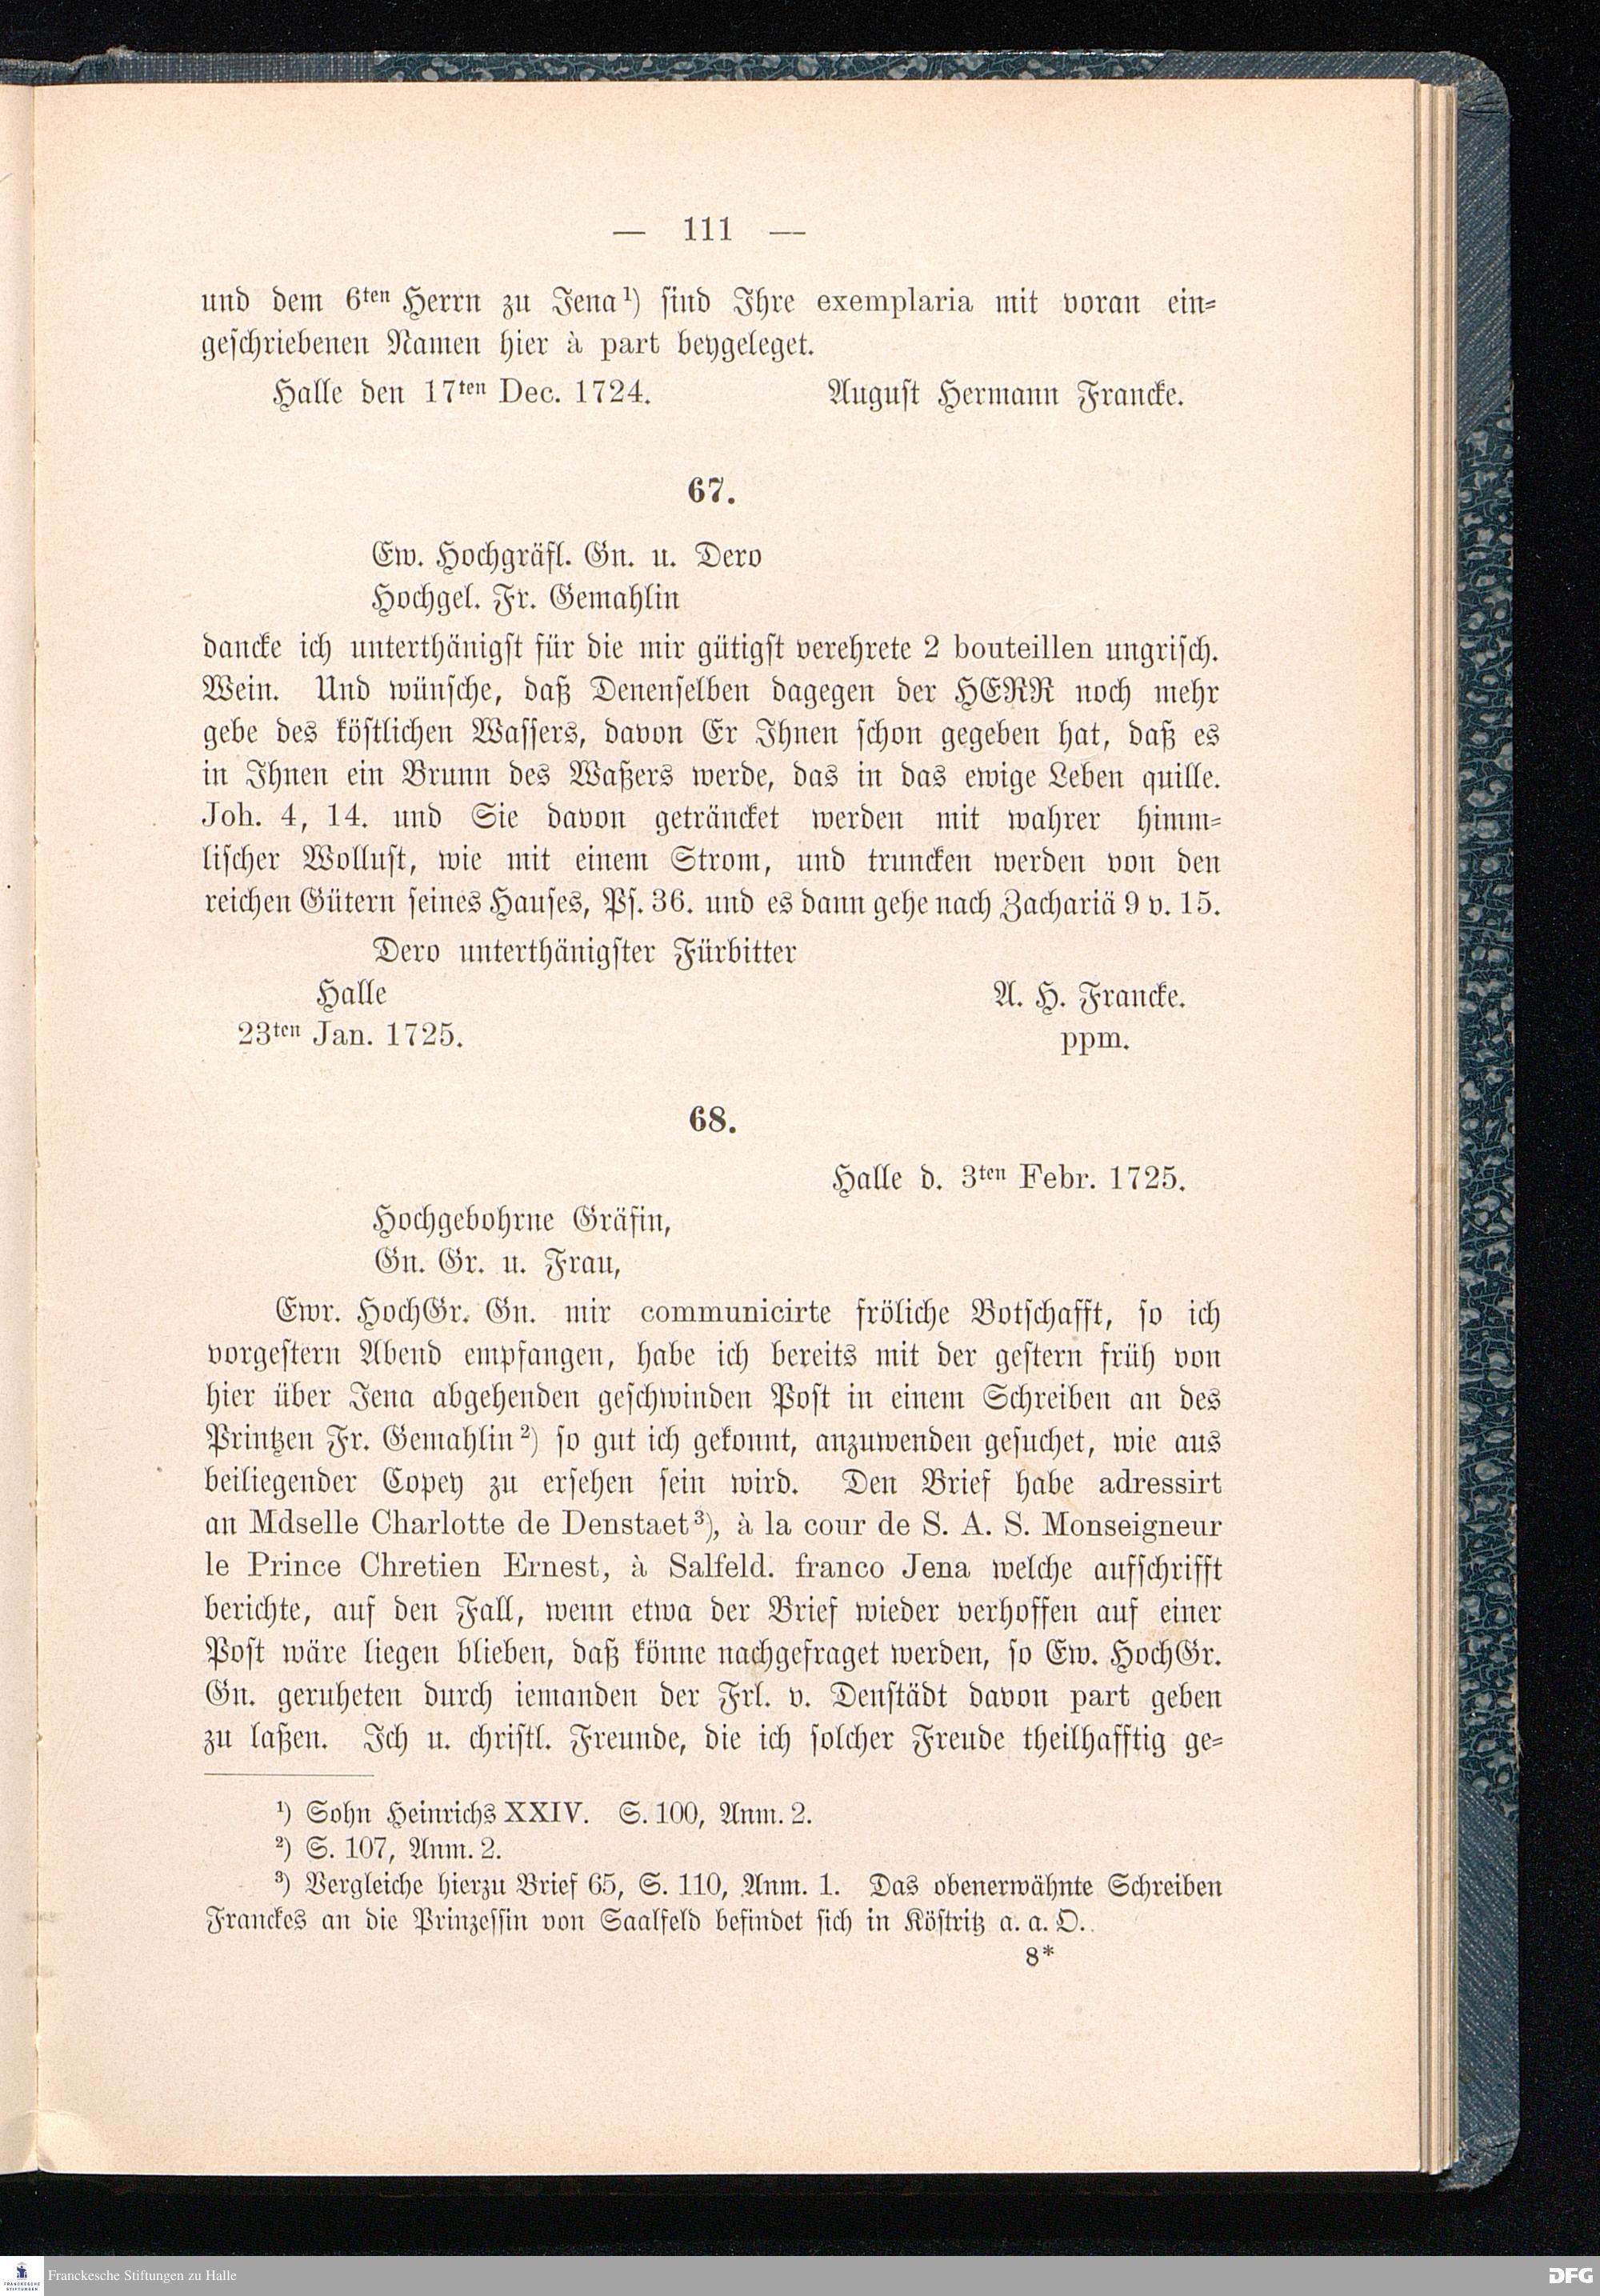 — 111 —
und dem 6ten Herrn zu Jena¹) sind Ihre exemplaria mit voran ein-
geschriebenen Namen hier à part beygeleget.
Halle den 17ten Dec. 1724. August Hermann Francke.
67.
Ew. Hochgräfl. Gn. u. Dero
Hochgel. Fr. Gemahlin
dancke ich unterthänigst für die mir gütigst verehrete 2 bouteillen ungrisch.
Wein. Und wünsche, daß Denenselben dagegen der HERR noch mehr
gebe des köstlichen Wassers, davon Er Ihnen schon gegeben hat, daß es
in Ihnen ein Brunn des Waßers werde, das in das ewige Leben quille.
Joh. 4, 14. und Sie davon geträncket werden mit wahrer himm-
lischer Wollust, wie mit einem Strom, und truncken werden von den
reichen Gütern seines Hauses, Ps. 36. und es dann gehe nach Zachariä 9 v. 15.
Dero unterthänigster Fürbitter
Halle A. H. Francke.
23ten Jan. 1725. ppm.
68.
Halle d. 3ten Febr. 1725.
Hochgebohrne Gräfin,
Gn. Gr. u. Frau,
Ewr. HochGr. Gn. mir communicirte fröliche Botschafft, so ich
vorgestern Abend empfangen, habe ich bereits mit der gestern früh von
hier über Jena abgehenden geschwinden Post in einem Schreiben an des
Printzen Fr. Gemahlin²) so gut ich gekonnt, anzuwenden gesuchet, wie aus
beiliegender Copey zu ersehen sein wird. Den Brief habe adressirt
an Mdselle Charlotte de Denstaet³), à la cour de S. A. S. Monseigneur
le Prince Chretien Ernest, à Salfeld. franco Jena welche aufschrifft
berichte, auf den Fall, wenn etwa der Brief wieder verhoffen auf einer
Post wäre liegen blieben, daß könne nachgefraget werden, so Ew. HochGr.
Gn. geruheten durch iemanden der Frl. v. Denstädt davon part geben
zu laßen. Ich u. christl. Freunde, die ich solcher Freude theilhafftig ge-
¹) Sohn Heinrichs XXIV. S. 100, Anm. 2.
²) S. 107, Anm. 2.
³) Vergleiche hierzu Brief 65, S. 110, Anm. 1. Das obenerwähnte Schreiben
Franckes an die Prinzessin von Saalfeld befindet sich in Köstritz a. a. O.
8*
FRANCKESCHE
STIFTUNGEN
Franckesche Stiftungen zu Halle
DFG